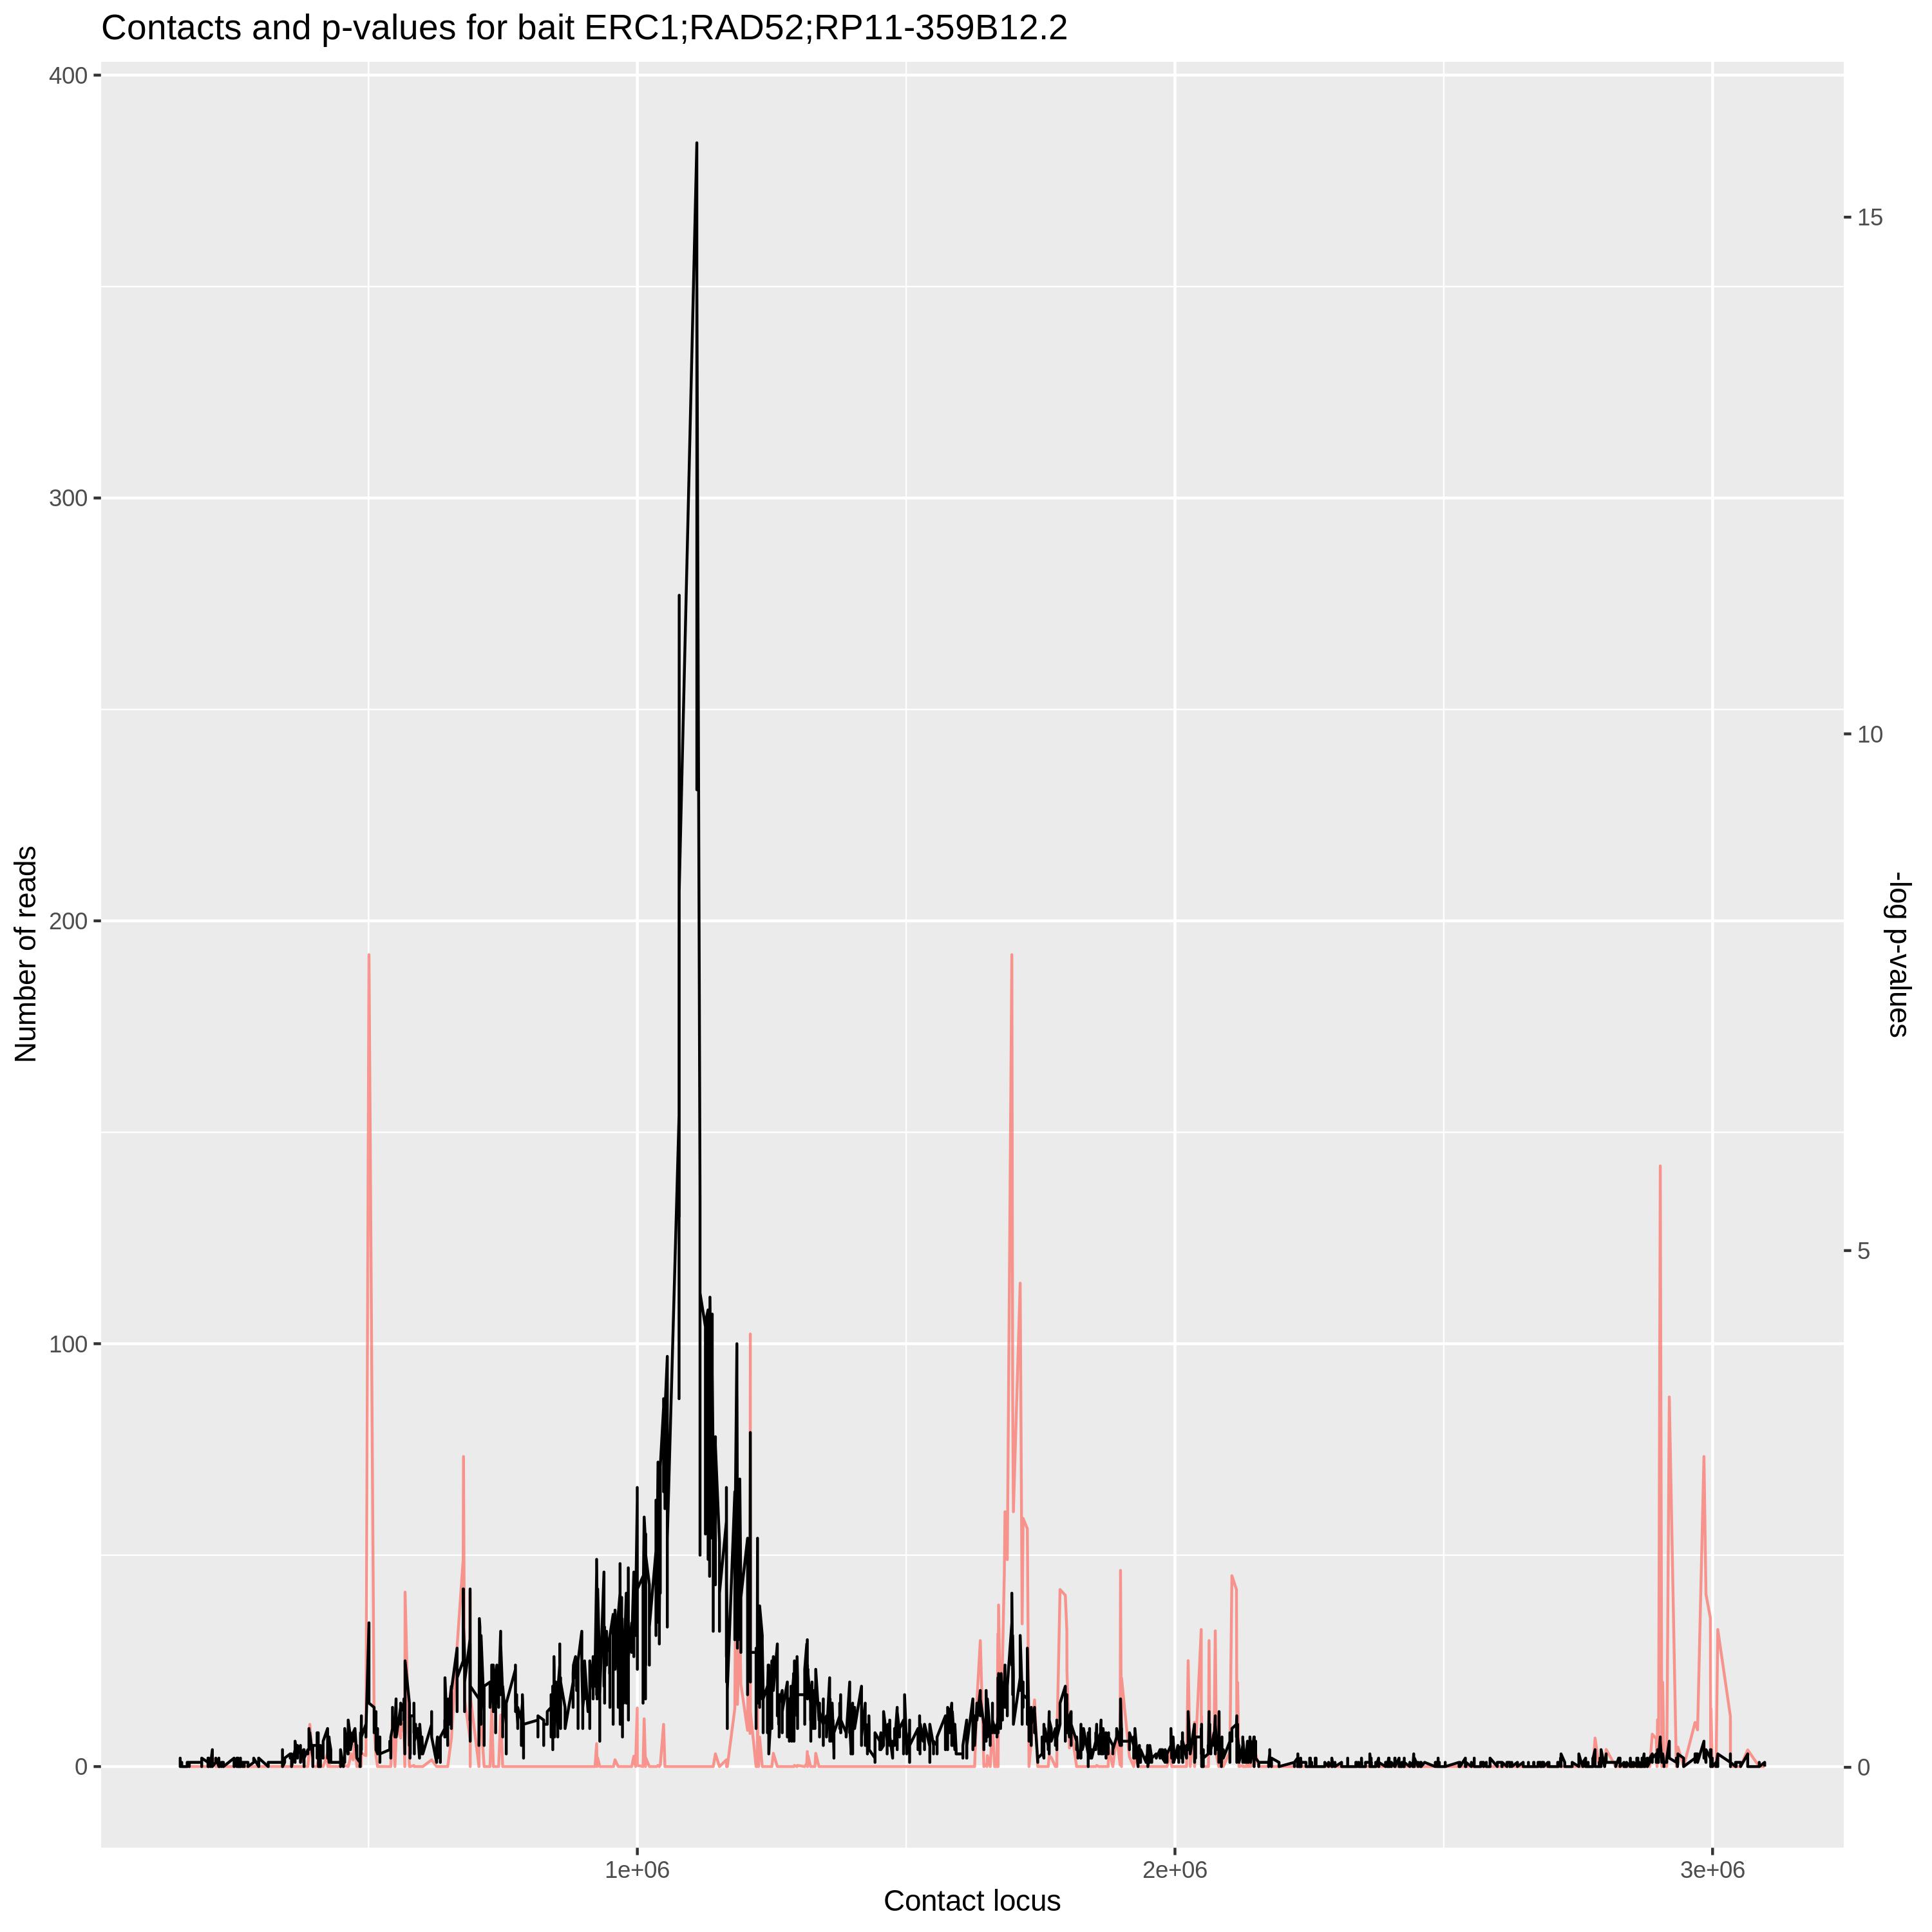 Contacts and p-values for bait ERC1;RAD52;RP11-359B12.2
400
300
200
100
0
15
10
5
0
Number of reads
-log p-values
1e+06
2e+06
3e+06
Contact locus